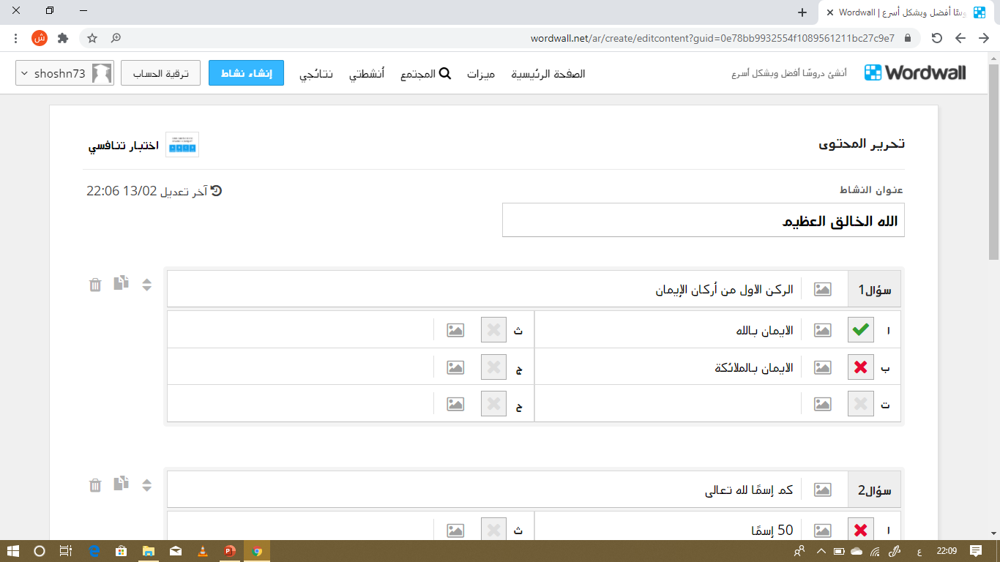 Wordwall | وسًا أفضل وبشكل أسرع
wordwall.net/ar/create/editcontent?guid=0e78bb9932554f1089561211bc27c9e7
ش
Wordwall
أنشئ دروسًا أفضل وبشكل أسرع
الصفحة الرئيسية
ميزات
المجتمع
أنشطتي
نتائجي
إنشاء نشاط
ترقية الحساب
shoshn73
تحرير المحتوى
اختبار تنافسي
عنوان النشاط
آخر تعديل 13/02 22:06
الله الخالق العظيم
سؤال1
الركن الاول من أركان الإيمان
ا
الايمان بالله
ث
ب
الايمان بالملائكة
ج
ت
ح
سؤال2
كم إسمًا لله تعالى
ا
50 إسمًا
ث
ع
22:09